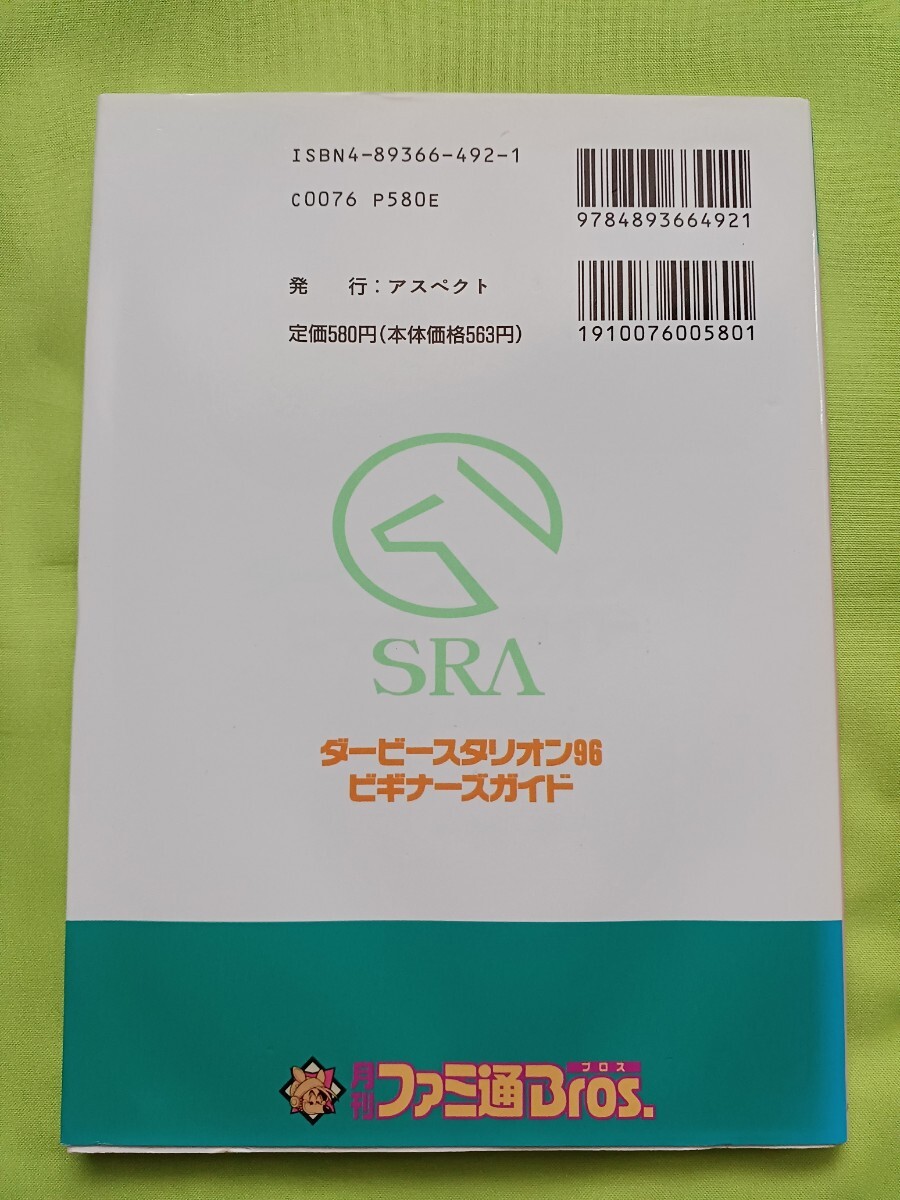 ISBN4-89366-492-1
C0076 P580E
9784893664921
発 行：アスペクト
定価580円（本体価格563円）
1910076005801
SRA
ダービースタリオン96
ビギナーズガイド
月刊ファミ通Bros.
ブロス